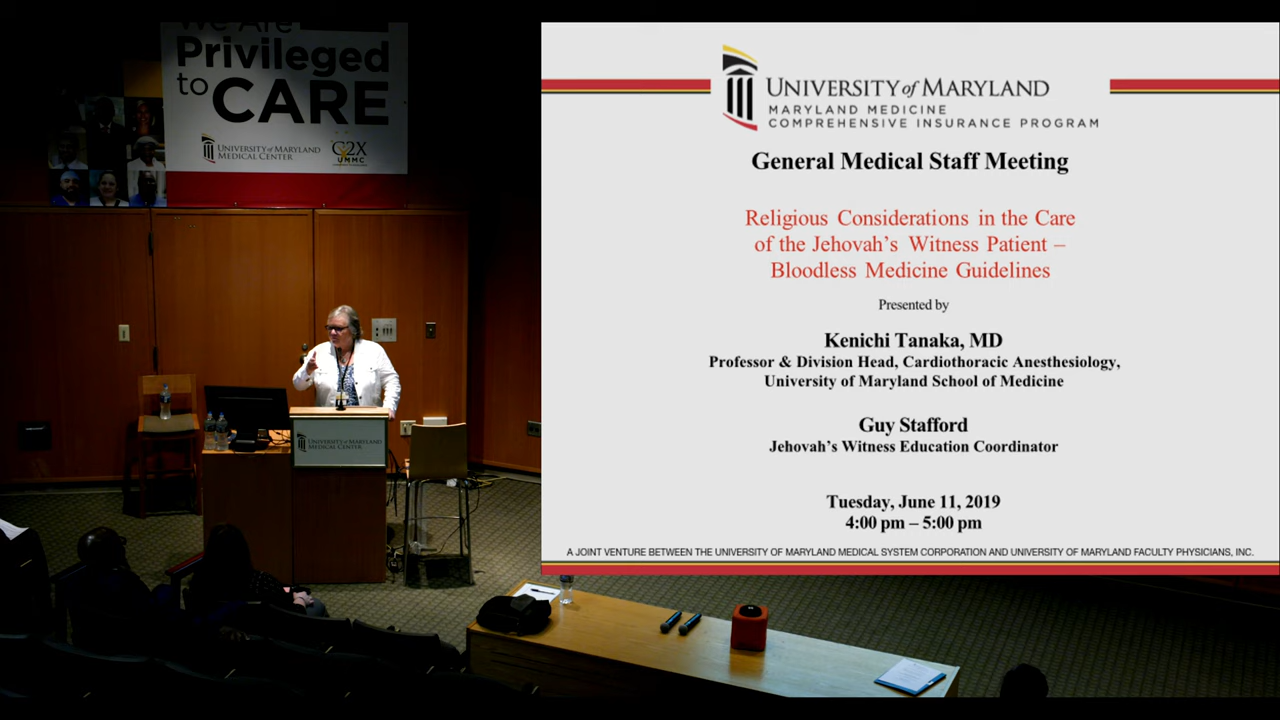 We Are
Privileged
to CARE
UNIVERSITY of MARYLAND
MEDICAL CENTER
C2X
UMMC
UNIVERSITY of MARYLAND
MEDICAL CENTER
UNIVERSITY of MARYLAND
MARYLAND MEDICINE
COMPREHENSIVE INSURANCE PROGRAM
General Medical Staff Meeting
Religious Considerations in the Care
of the Jehovah's Witness Patient –
Bloodless Medicine Guidelines
Presented by
Kenichi Tanaka, MD
Professor & Division Head, Cardiothoracic Anesthesiology,
University of Maryland School of Medicine
Guy Stafford
Jehovah's Witness Education Coordinator
Tuesday, June 11, 2019
4:00 pm – 5:00 pm
A JOINT VENTURE BETWEEN THE UNIVERSITY OF MARYLAND MEDICAL SYSTEM CORPORATION AND UNIVERSITY OF MARYLAND FACULTY PHYSICIANS, INC.